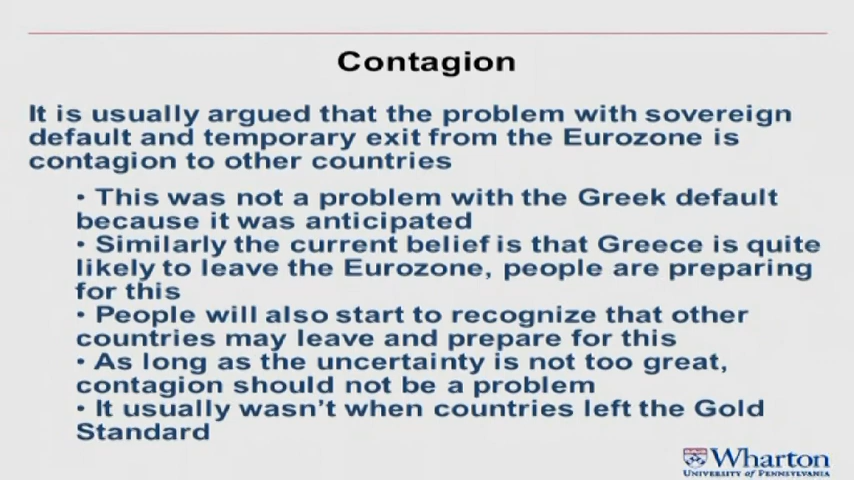 Contagion
It is usually argued that the problem with sovereign
default and temporary exit from the Eurozone is
contagion to other countries
• This was not a problem with the Greek default
because it was anticipated
• Similarly the current belief is that Greece is quite
likely to leave the Eurozone, people are preparing
for this
• People will also start to recognize that other
countries may leave and prepare for this
• As long as the uncertainty is not too great,
contagion should not be a problem
• It usually wasn't when countries left the Gold
Standard
Wharton
UNIVERSITY of PENNSYLVANIA